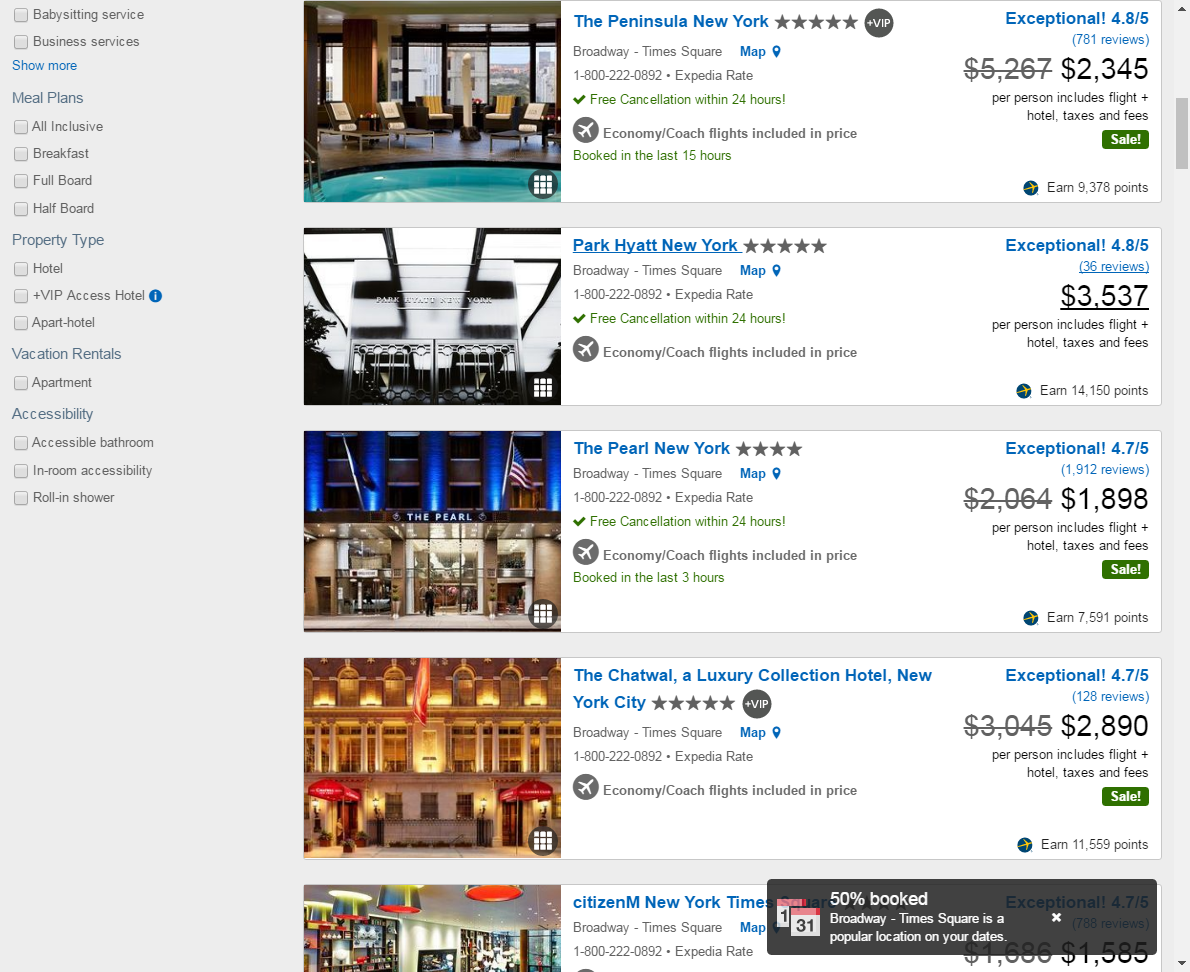 Babysitting service
Business services
Show more
Meal Plans
All Inclusive
Breakfast
Full Board
Half Board
Property Type
Hotel
+VIP Access Hotel
Apart-hotel
Vacation Rentals
Apartment
Accessibility
Accessible bathroom
In-room accessibility
Roll-in shower
The Peninsula New York +VIP
Broadway - Times Square Map
1-800-222-0892 • Expedia Rate
Free Cancellation within 24 hours!
Economy/Coach flights included in price
Booked in the last 15 hours
Exceptional! 4.8/5
(781 reviews)
$5,267 $2,345
per person includes flight +
hotel, taxes and fees
Sale!
Earn 9,378 points
PARK HYATT NEW YORK
Park Hyatt New York
Broadway - Times Square Map
1-800-222-0892 • Expedia Rate
Free Cancellation within 24 hours!
Economy/Coach flights included in price
Exceptional! 4.8/5
(36 reviews)
$3,537
per person includes flight +
hotel, taxes and fees
Earn 14,150 points
THE PEARL
The Pearl New York
Broadway - Times Square Map
1-800-222-0892 • Expedia Rate
Free Cancellation within 24 hours!
Economy/Coach flights included in price
Booked in the last 3 hours
Exceptional! 4.7/5
(1,912 reviews)
$2,064 $1,898
per person includes flight +
hotel, taxes and fees
Sale!
Earn 7,591 points
The Chatwal, a Luxury Collection Hotel, New
York City +VIP
Broadway - Times Square Map
1-800-222-0892 • Expedia Rate
Economy/Coach flights included in price
Exceptional! 4.7/5
(128 reviews)
$3,045 $2,890
per person includes flight +
hotel, taxes and fees
Sale!
Earn 11,559 points
citizenM New York Times Square
Broadway - Times Square Map
1-800-222-0892 • Expedia Rate
Exceptional! 4.7/5
(788 reviews)
$1,686 $1,585
1
31
50% booked
Broadway - Times Square is a
popular location on your dates.